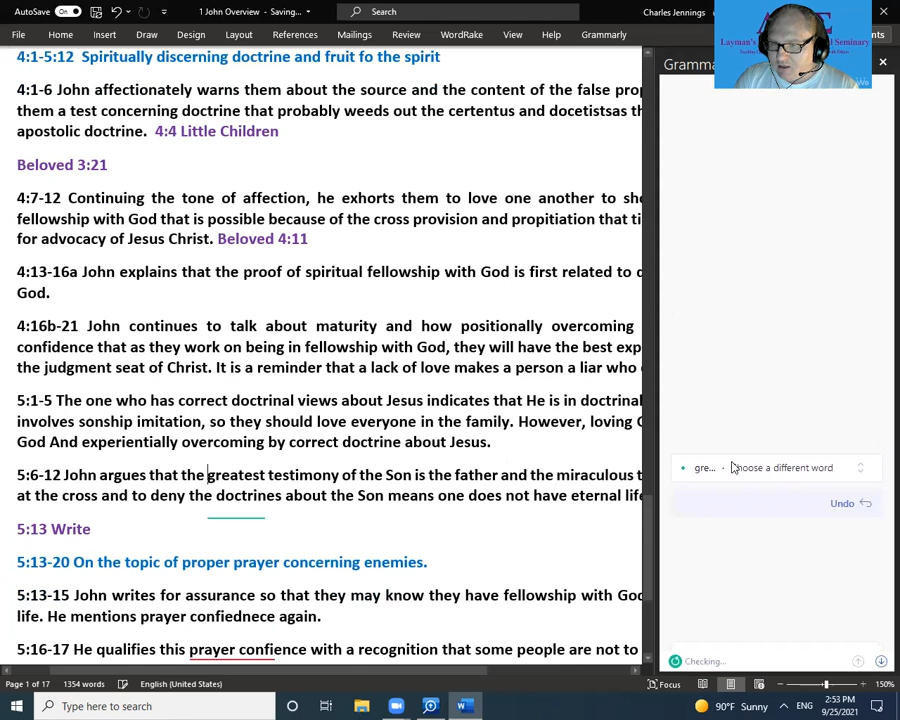 AutoSave On 1 John Overview - Saving... Search Charles Jennings
File Home Insert Draw Design Layout References Mailings Review WordRake View Help Grammarly
Layman's Seminary
Gramma
4:1-5:12 Spiritually discerning doctrine and fruit fo the spirit
4:1-6 John affectionately warns them about the source and the content of the false prop
them a test concerning doctrine that probably weeds out the certentus and docetistsas th
apostolic doctrine. 4:4 Little Children
Beloved 3:21
4:7-12 Continuing the tone of affection, he exhorts them to love one another to sho
fellowship with God that is possible because of the cross provision and propitiation that ti
for advocacy of Jesus Christ. Beloved 4:11
4:13-16a John explains that the proof of spiritual fellowship with God is first related to
God.
4:16b-21 John continues to talk about maturity and how positionally overcoming
confidence that as they work on being in fellowship with God, they will have the best exp
the judgment seat of Christ. It is a reminder that a lack of love makes a person a liar who
5:1-5 The one who has correct doctrinal views about Jesus indicates that He is in doctrinal
involves sonship imitation, so they should love everyone in the family. However, loving
God And experientially overcoming by correct doctrine about Jesus.
gre... · Choose a different word
5:6-12 John argues that the greatest testimony of the Son is the father and the miraculous t
at the cross and to deny the doctrines about the Son means one does not have eternal life
Undo
5:13 Write
5:13-20 On the topic of proper prayer concerning enemies.
5:13-15 John writes for assurance so that they may know they have fellowship with God
life. He mentions prayer confiednece again.
5:16-17 He qualifies this prayer confience with a recognition that some people are not to
Checking...
Page 1 of 17 1354 words English (United States) Focus 150%
Type here to search 90°F Sunny 2:53 PM
9/25/2021